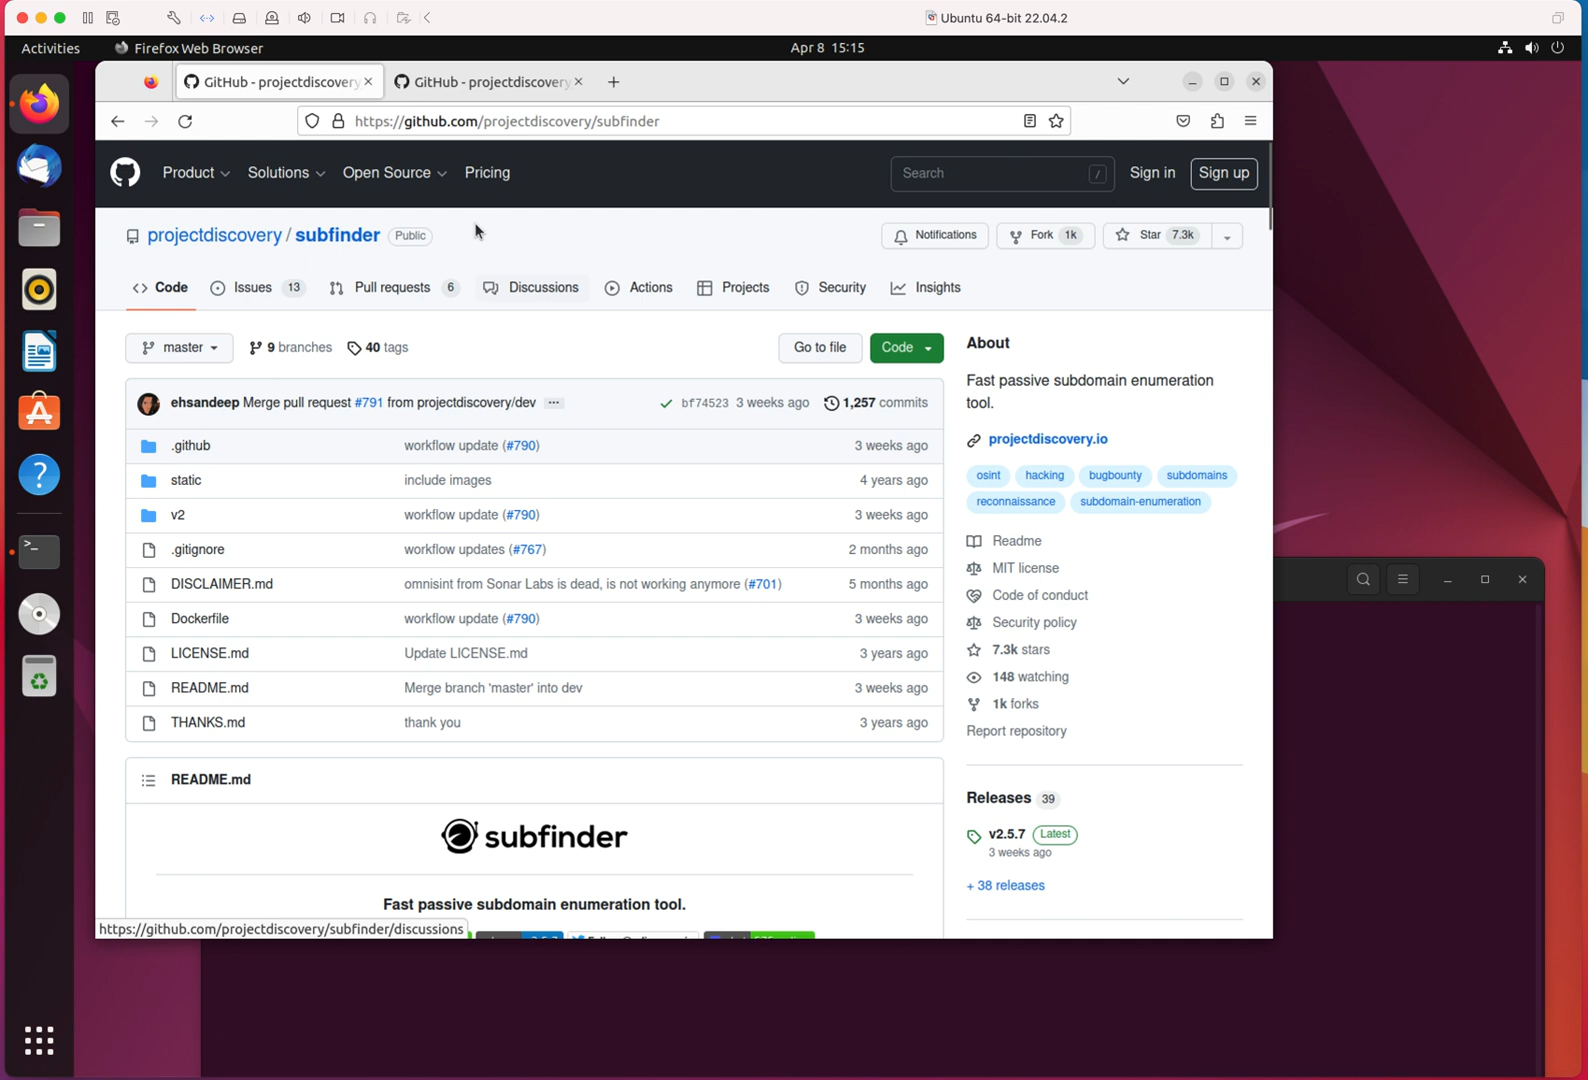 Ubuntu 64-bit 22.04.2
Activities
Firefox Web Browser
Apr 8 15:15
GitHub - projectdiscovery
GitHub - projectdiscovery
https://github.com/projectdiscovery/subfinder
Product
Solutions
Open Source
Pricing
Search
/
Sign in
Sign up
projectdiscovery / subfinder
Public
Notifications
Fork 1k
Star 7.3k
Code
Issues 13
Pull requests 6
Discussions
Actions
Projects
Security
Insights
master
9 branches
40 tags
Go to file
Code
ehsandeep Merge pull request #791 from projectdiscovery/dev ...
bf74523 3 weeks ago
1,257 commits
.github workflow update (#790) 3 weeks ago
static include images 4 years ago
v2 workflow update (#790) 3 weeks ago
.gitignore workflow updates (#767) 2 months ago
DISCLAIMER.md omnisint from Sonar Labs is dead, is not working anymore (#701) 5 months ago
Dockerfile workflow update (#790) 3 weeks ago
LICENSE.md Update LICENSE.md 3 years ago
README.md Merge branch 'master' into dev 3 weeks ago
THANKS.md thank you 3 years ago
README.md
subfinder
Fast passive subdomain enumeration tool.
https://github.com/projectdiscovery/subfinder/discussions
About
Fast passive subdomain enumeration
tool.
projectdiscovery.io
osint hacking bugbounty subdomains
reconnaissance subdomain-enumeration
Readme
MIT license
Code of conduct
Security policy
7.3k stars
148 watching
1k forks
Report repository
Releases 39
v2.5.7 Latest
3 weeks ago
+ 38 releases